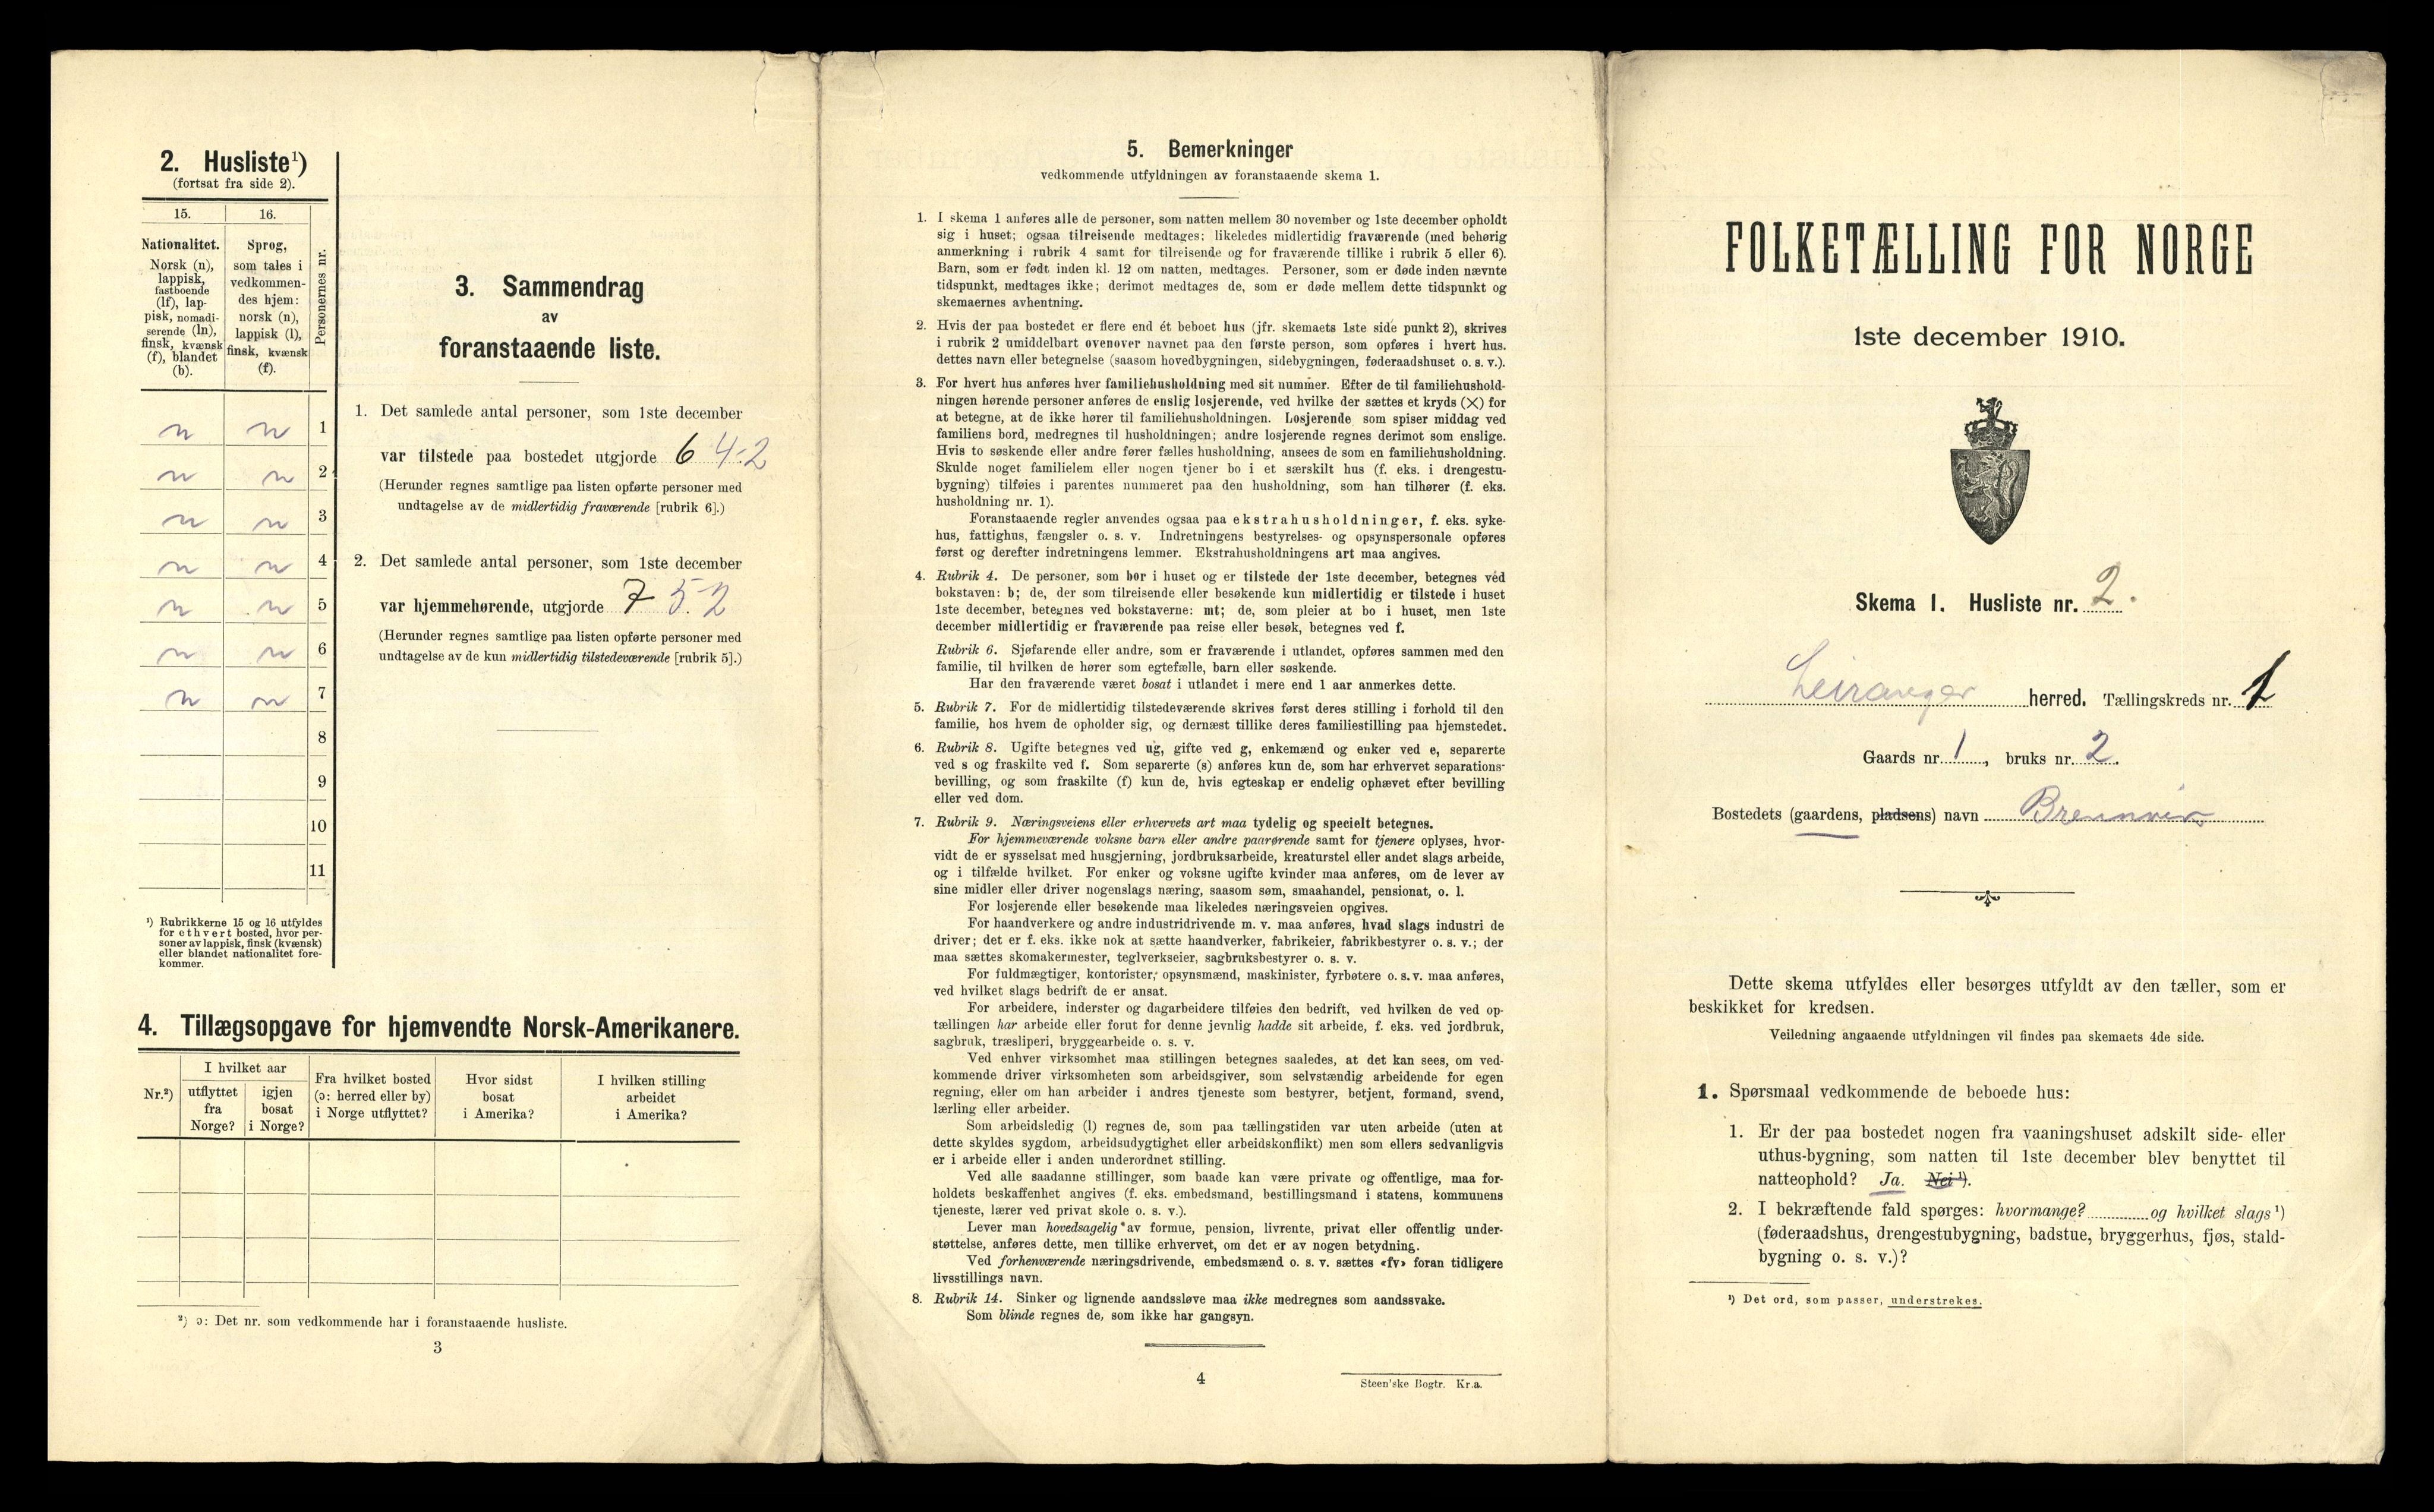 2. Husliste¹)
(fortsat fra side 2).
15.
16.
Personernes nr.
Nationalitet.
Norsk (n),
lappisk,
fastboende
(lf), lap-
pisk, nomadi-
serende (ln),
finsk, kvænsk
(f), blandet
(b).
Sprog,
som tales i
vedkommen-
des hjem:
norsk (n),
lappisk (l),
finsk, kvænsk
(f).
n n 1
n n 2
n n 3
n n 4
n n 5
n n 6
n n 7
8
9
10
11
¹) Rubrikkerne 15 og 16 utfyldes
for ethvert bosted, hvor per-
soner av lappisk, finsk (kvænsk)
eller blandet nationalitet fore-
kommer.
3. Sammendrag
av
foranstaaende liste.
1. Det samlede antal personer, som 1ste december
var tilstede paa bostedet utgjorde 6 4-2
(Herunder regnes samtlige paa listen opførte personer med
undtagelse av de midlertidig fraværende [rubrik 6].)
2. Det samlede antal personer, som 1ste december
var hjemmehørende, utgjorde 7 5-2
(Herunder regnes samtlige paa listen opførte personer med
undtagelse av de kun midlertidig tilstedeværende [rubrik 5].)
4. Tillægsopgave for hjemvendte Norsk-Amerikanere.
Nr.²)
I hvilket aar
utflyttet
fra
Norge?
igjen
bosat
i Norge?
Fra hvilket bosted
(ɔ: herred eller by)
i Norge utflyttet?
Hvor sidst
bosat
i Amerika?
I hvilken stilling
arbeidet
i Amerika?
²) ɔ: Det nr. som vedkommende har i foranstaaende husliste.
3
5. Bemerkninger
vedkommende utfyldningen av foranstaaende skema 1.
1. I skema 1 anføres alle de personer, som natten mellem 30 november og 1ste december opholdt
sig i huset; ogsaa tilreisende medtages; likeledes midlertidig fraværende (med behørig
anmerkning i rubrik 4 samt for tilreisende og for fraværende tillike i rubrik 5 eller 6).
Barn, som er født inden kl. 12 om natten, medtages. Personer, som er døde inden nævnte
tidspunkt, medtages ikke; derimot medtages de, som er døde mellem dette tidspunkt og
skemaernes avhentning.
2. Hvis der paa bostedet er flere end ét beboet hus (jfr. skemaets 1ste side punkt 2), skrives
i rubrik 2 umiddelbart ovenover navnet paa den første person, som opføres i hvert hus.
dettes navn eller betegnelse (saasom hovedbygningen, sidebygningen, føderaadshuset o. s. v.).
3. For hvert hus anføres hver familiehusholdning med sit nummer. Efter de til familiehushold-
ningen hørende personer anføres de enslig losjerende, ved hvilke der sættes et kryds (×) for
at betegne, at de ikke hører til familiehusholdningen. Losjerende som spiser middag ved
familiens bord, medregnes til husholdningen; andre losjerende regnes derimot som enslige.
Hvis to søskende eller andre fører fælles husholdning, ansees de som en familiehusholdning.
Skulde noget familielem eller nogen tjener bo i et særskilt hus (f. eks. i drengestu-
bygning) tilføies i parentes nummeret paa den husholdning, som han tilhører (f. eks.
husholdning nr. 1).
Foranstaaende regler anvendes ogsaa paa ekstrahusholdninger, f. eks. syke-
hus, fattighus, fængsler o. s. v. Indretningens bestyrelses- og opsynspersonale opføres
først og derefter indretningens lemmer. Ekstrahusholdningens art maa angives.
4. Rubrik 4. De personer, som bor i huset og er tilstede der 1ste december, betegnes ved
bokstaven: b; de, der som tilreisende eller besøkende kun midlertidig er tilstede i huset
1ste december, betegnes ved bokstaverne: mt; de, som pleier at bo i huset, men 1ste
december midlertidig er fraværende paa reise eller besøk, betegnes ved f.
Rubrik 6. Sjøfarende eller andre, som er fraværende i utlandet, opføres sammen med den
familie, til hvilken de hører som egtefælle, barn eller søskende.
Har den fraværende været bosat i utlandet i mere end 1 aar anmerkes dette.
5. Rubrik 7. For de midlertidig tilstedeværende skrives først deres stilling i forhold til den
familie, hos hvem de opholder sig, og dernæst tillike deres familiestilling paa hjemstedet.
6. Rubrik 8. Ugifte betegnes ved ug, gifte ved g, enkemænd og enker ved e, separerte
ved s og fraskilte ved f. Som separerte (s) anføres kun de, som har erhvervet separations-
bevilling, og som fraskilte (f) kun de, hvis egteskap er endelig ophævet efter bevilling
eller ved dom.
7. Rubrik 9. Næringsveiens eller erhvervets art maa tydelig og specielt betegnes.
For hjemmeværende voksne barn eller andre paarørende samt for tjenere oplyses, hvor-
vidt de er sysselsat med husgjerning, jordbruksarbeide, kreaturstel eller andet slags arbeide,
og i tilfælde hvilket. For enker og voksne ugifte kvinder maa anføres, om de lever av
sine midler eller driver nogenslags næring, saasom søm, smaahandel, pensionat, o. l.
For losjerende eller besøkende maa likeledes næringsveien opgives.
For haandverkere og andre industridrivende m. v. maa anføres, hvad slags industri de
driver; det er f. eks. ikke nok at sætte haandverker, fabrikeier, fabrikbestyrer o. s. v.; der
maa sættes skomakermester, teglverkseier, sagbruksbestyrer o. s. v.
For fuldmægtiger, kontorister, opsynsmænd, maskinister, fyrbøtere o. s. v. maa anføres,
ved hvilket slags bedrift de er ansat.
For arbeidere, inderster og dagarbeidere tilføies den bedrift, ved hvilken de ved op-
tællingen har arbeide eller forut for denne jevnlig hadde sit arbeide, f. eks. ved jordbruk,
sagbruk, træsliperi, bryggearbeide o. s. v.
Ved enhver virksomhet maa stillingen betegnes saaledes, at det kan sees, om ved-
kommende driver virksomheten som arbeidsgiver, som selvstændig arbeidende for egen
regning, eller om han arbeider i andres tjeneste som bestyrer, betjent, formand, svend,
lærling eller arbeider.
Som arbeidsledig (l) regnes de, som paa tællingstiden var uten arbeide (uten at
dette skyldes sygdom, arbeidsudygtighet eller arbeidskonflikt) men som ellers sedvanligvis
er i arbeide eller i anden underordnet stilling.
Ved alle saadanne stillinger, som baade kan være private og offentlige, maa for-
holdets beskaffenhet angives (f. eks. embedsmand, bestillingsmand i statens, kommunens
tjeneste, lærer ved privat skole o. s. v.).
Lever man hovedsagelig av formue, pension, livrente, privat eller offentlig under-
støttelse, anføres dette, men tillike erhvervet, om det er av nogen betydning.
Ved forhenværende næringsdrivende, embedsmænd o. s. v. sættes «fv» foran tidligere
livsstillings navn.
8. Rubrik 14. Sinker og lignende aandssløve maa ikke medregnes som aandssvake.
Som blinde regnes de, som ikke har gangsyn.
4
Steen'ske Bogtr. Kr.a.
FOLKETÆLLING FOR NORGE
1ste december 1910.
Skema 1. Husliste nr. 2.
Leiranger herred. Tællingskreds nr. 1
Gaards nr. 1, bruks nr. 2.
Bostedets (gaardens, pladsens) navn Brennvik
Dette skema utfyldes eller besørges utfyldt av den tæller, som er
beskikket for kredsen.
Veiledning angaaende utfyldningen vil findes paa skemaets 4de side.
1. Spørsmaal vedkommende de beboede hus:
1. Er der paa bostedet nogen fra vaaningshuset adskilt side- eller
uthus-bygning, som natten til 1ste december blev benyttet til
natteophold? Ja. Nei ¹).
2. I bekræftende fald spørges: hvormange? og hvilket slags ¹)
(føderaadshus, drengestubygning, badstue, bryggerhus, fjøs, stald-
bygning o. s. v.)?
¹) Det ord, som passer, understrekes.